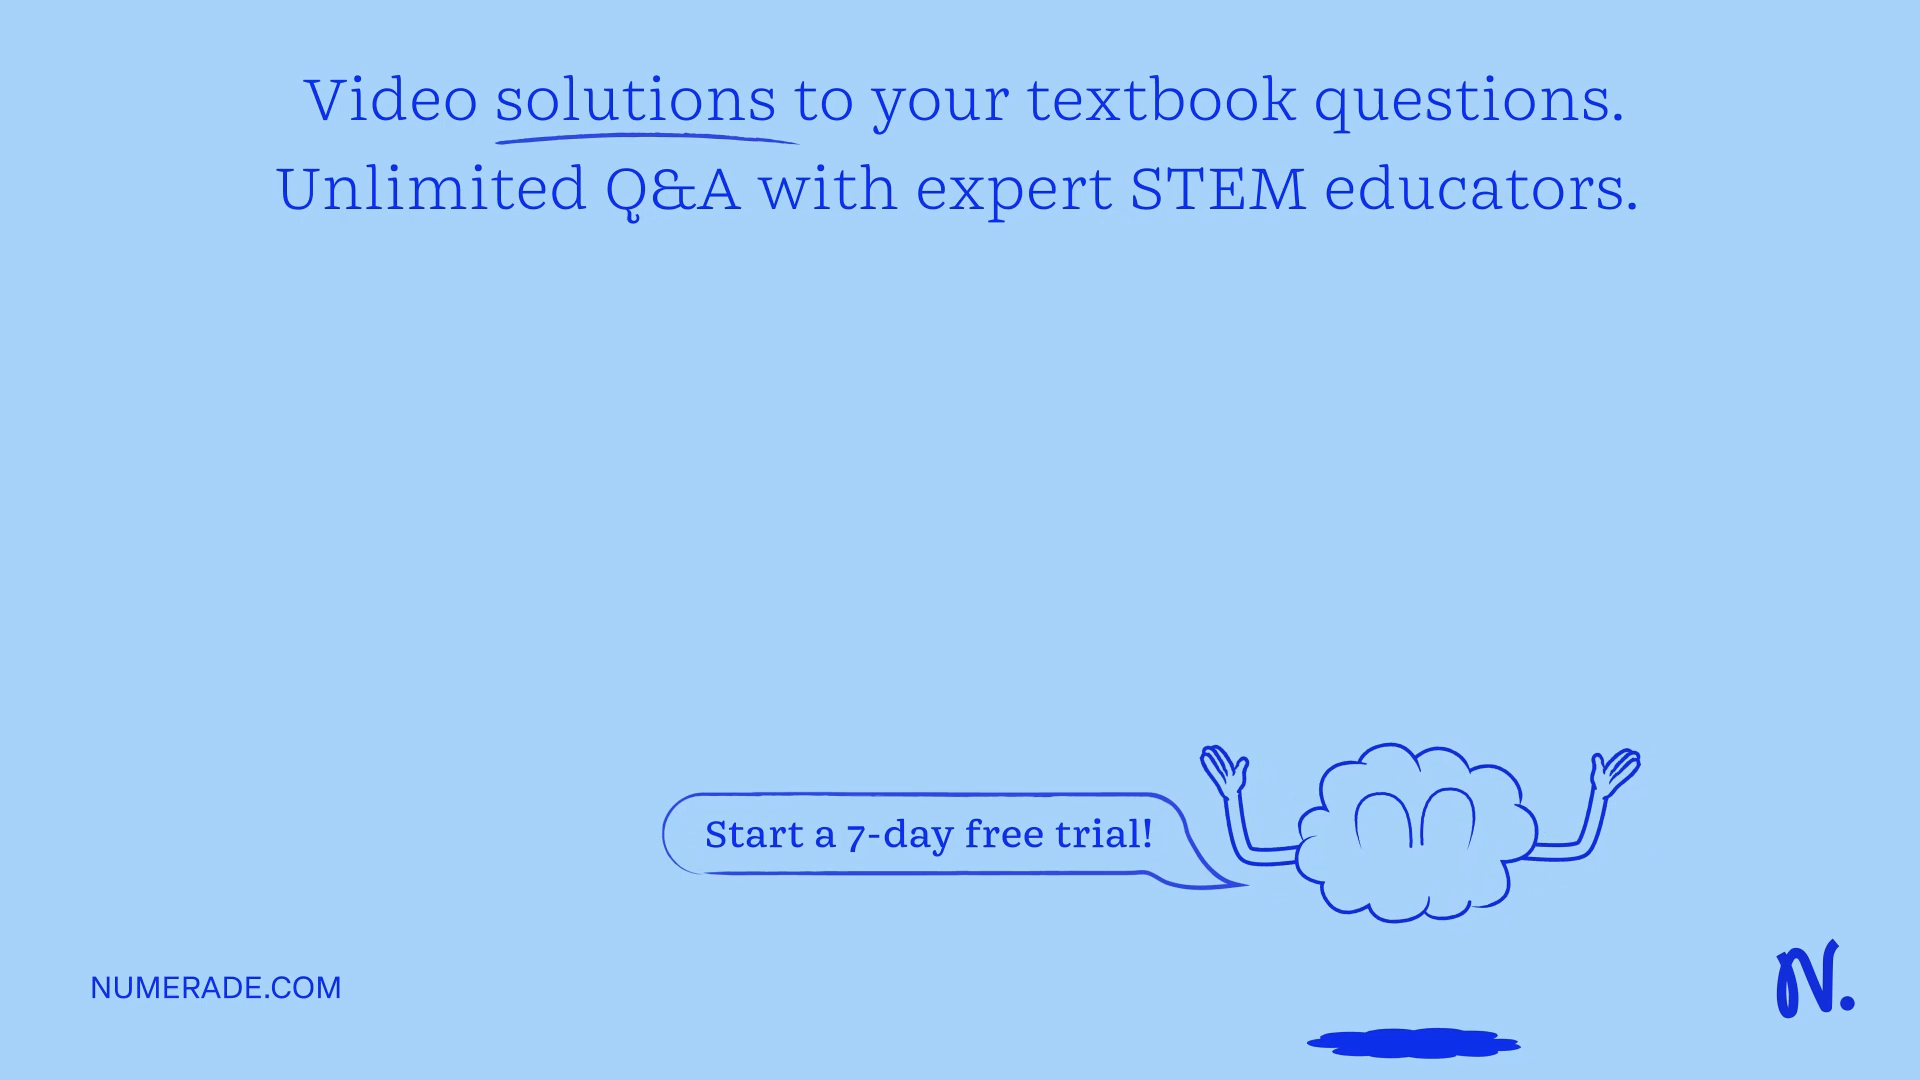 Video solutions to your textbook questions.
Unlimited Q&A with expert STEM educators.
Start a 7-day free trial!
NUMERADE.COM
N.